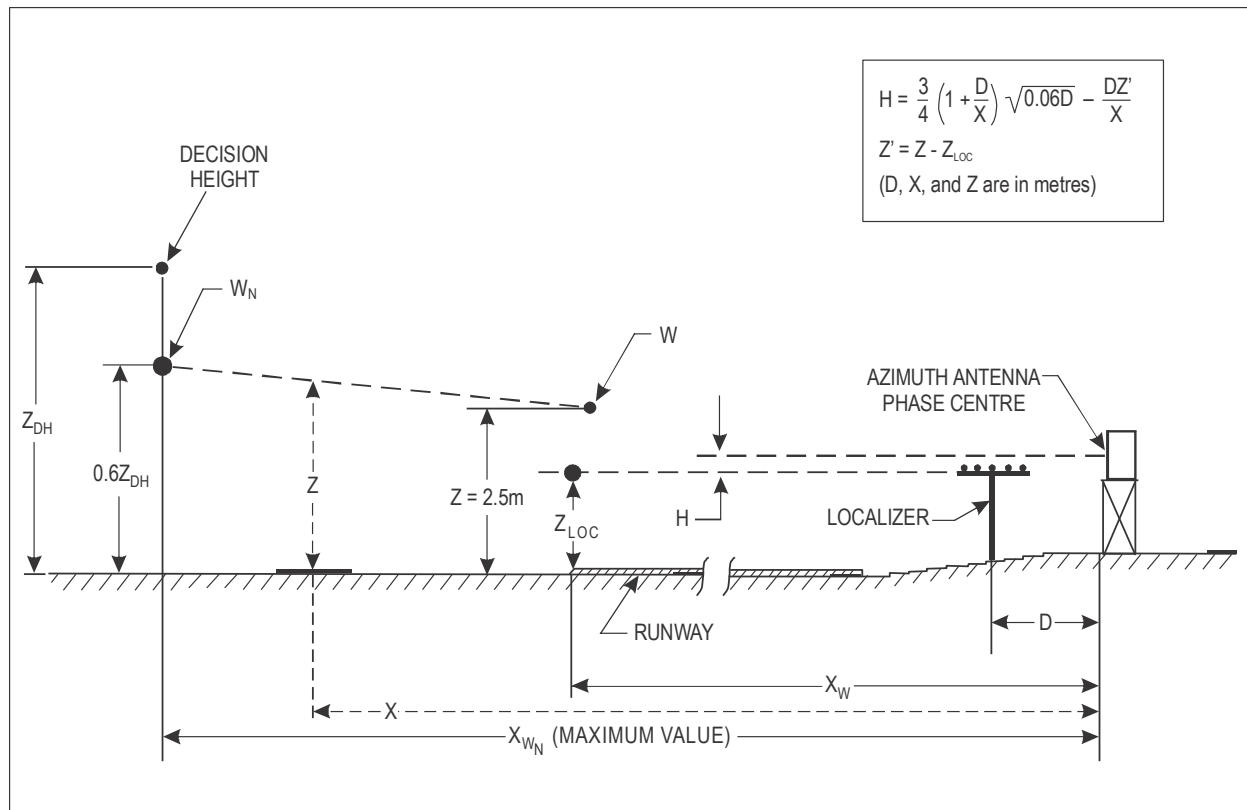 H = 3/4 (1 + D/X) √0.06D – DZ'/X
Z' = Z - Z_LOC
(D, X, and Z are in metres)
DECISION
HEIGHT
W_N
W
AZIMUTH ANTENNA
PHASE CENTRE
Z_DH
0.6Z_DH
Z
Z = 2.5m
Z_LOC
H
LOCALIZER
RUNWAY
D
X_W
X
X_W_N (MAXIMUM VALUE)